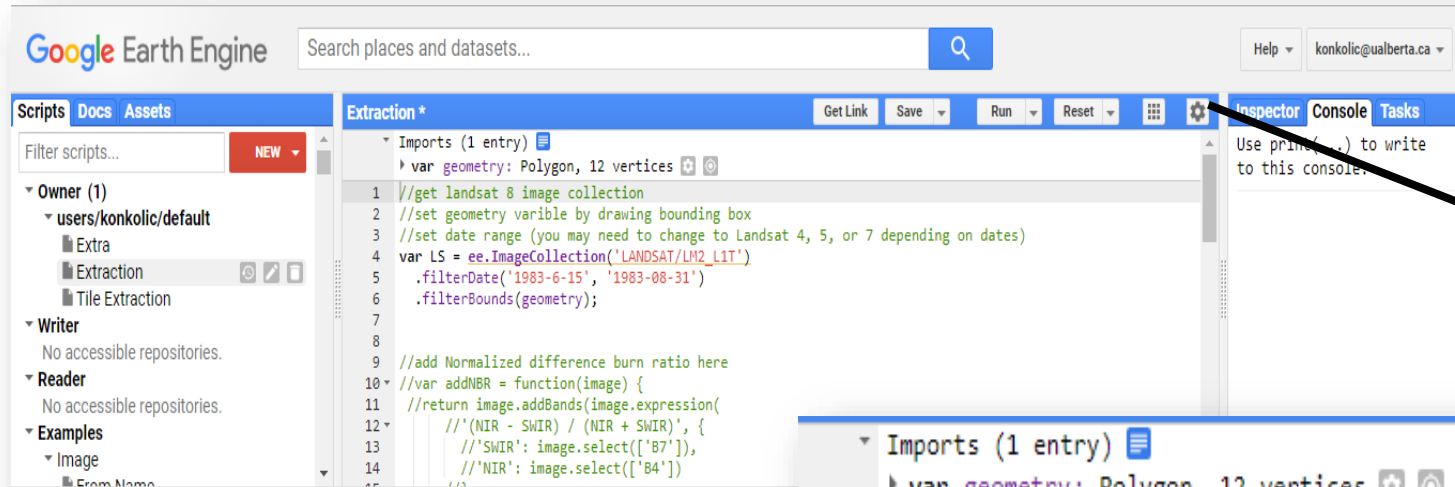 Google Earth Engine
Search places and datasets...
Help
konkolic@ualberta.ca
Scripts Docs Assets
Filter scripts...
NEW
Owner (1)
users/konkolic/default
Extra
Extraction
Tile Extraction
Writer
No accessible repositories.
Reader
No accessible repositories.
Examples
Image
From Name
Extraction *
Get Link Save Run Reset
Imports (1 entry)
var geometry: Polygon, 12 vertices
1 //get landsat 8 image collection
2 //set geometry varible by drawing bounding box
3 //set date range (you may need to change to Landsat 4, 5, or 7 depending on dates)
4 var LS = ee.ImageCollection('LANDSAT/LM2_L1T')
5 .filterDate('1983-6-15', '1983-08-31')
6 .filterBounds(geometry);
7
8
9 //add Normalized difference burn ratio here
10 //var addNBR = function(image) {
11 //return image.addBands(image.expression(
12 //'(NIR - SWIR) / (NIR + SWIR)', {
13 //'SWIR': image.select(['B7']),
14 //'NIR': image.select(['B4'])
Inspector Console Tasks
Use print(...) to write
to this console.
Imports (1 entry)
var geometry: Polygon, 12 vertices